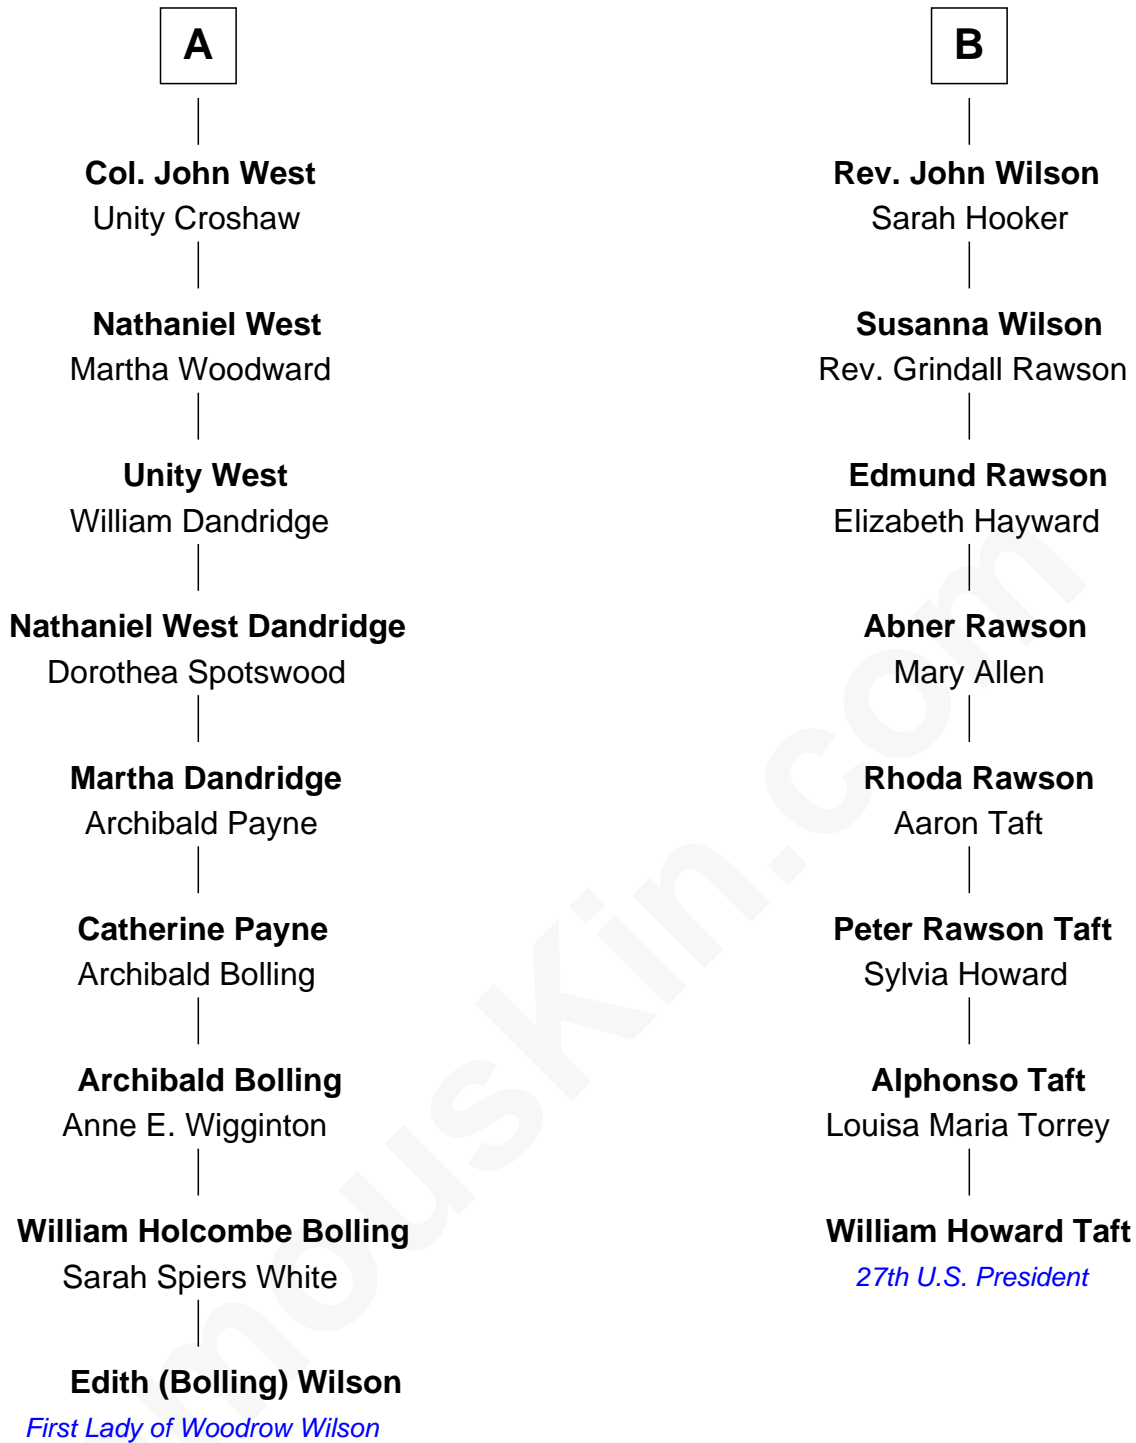 A
Col. John West
Unity Croshaw
Nathaniel West
Martha Woodward
Unity West
William Dandridge
Nathaniel West Dandridge
Dorothea Spotswood
Martha Dandridge
Archibald Payne
Catherine Payne
Archibald Bolling
Archibald Bolling
Anne E. Wigginton
William Holcombe Bolling
Sarah Spiers White
Edith (Bolling) Wilson
First Lady of Woodrow Wilson
B
Rev. John Wilson
Sarah Hooker
Susanna Wilson
Rev. Grindall Rawson
Edmund Rawson
Elizabeth Hayward
Abner Rawson
Mary Allen
Rhoda Rawson
Aaron Taft
Peter Rawson Taft
Sylvia Howard
Alphonso Taft
Louisa Maria Torrey
William Howard Taft
27th U.S. President
mousKin.com